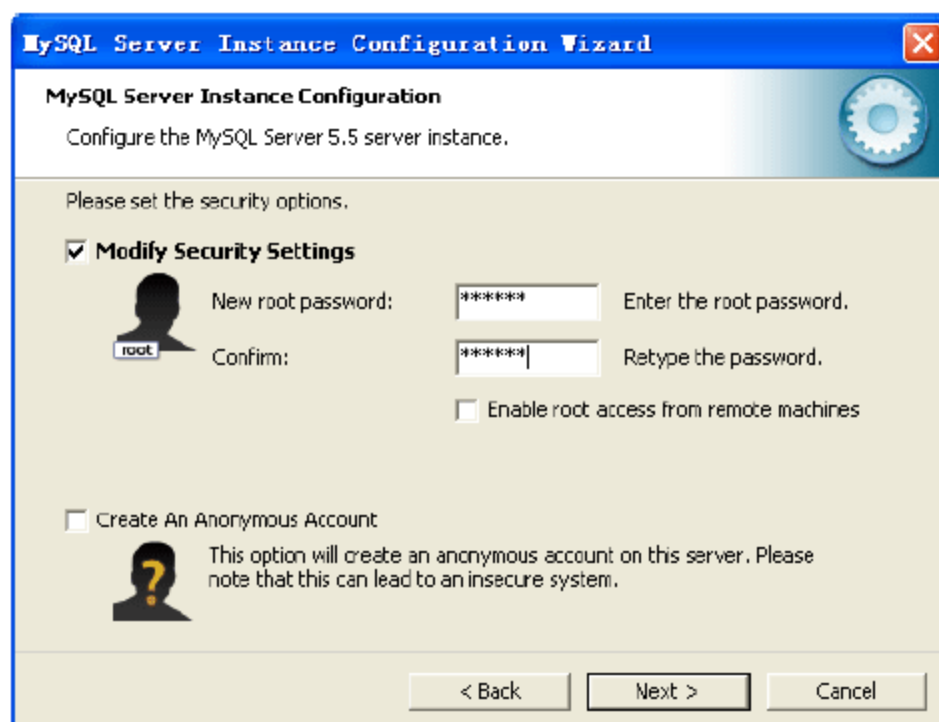 MySQL Server Instance Configuration Wizard
MySQL Server Instance Configuration
Configure the MySQL Server 5.5 server instance.
Please set the security options.
Modify Security Settings
New root password: ****** Enter the root password.
root
Confirm: ****** Retype the password.
Enable root access from remote machines
Create An Anonymous Account
This option will create an anonymous account on this server. Please
note that this can lead to an insecure system.
?
< Back Next > Cancel